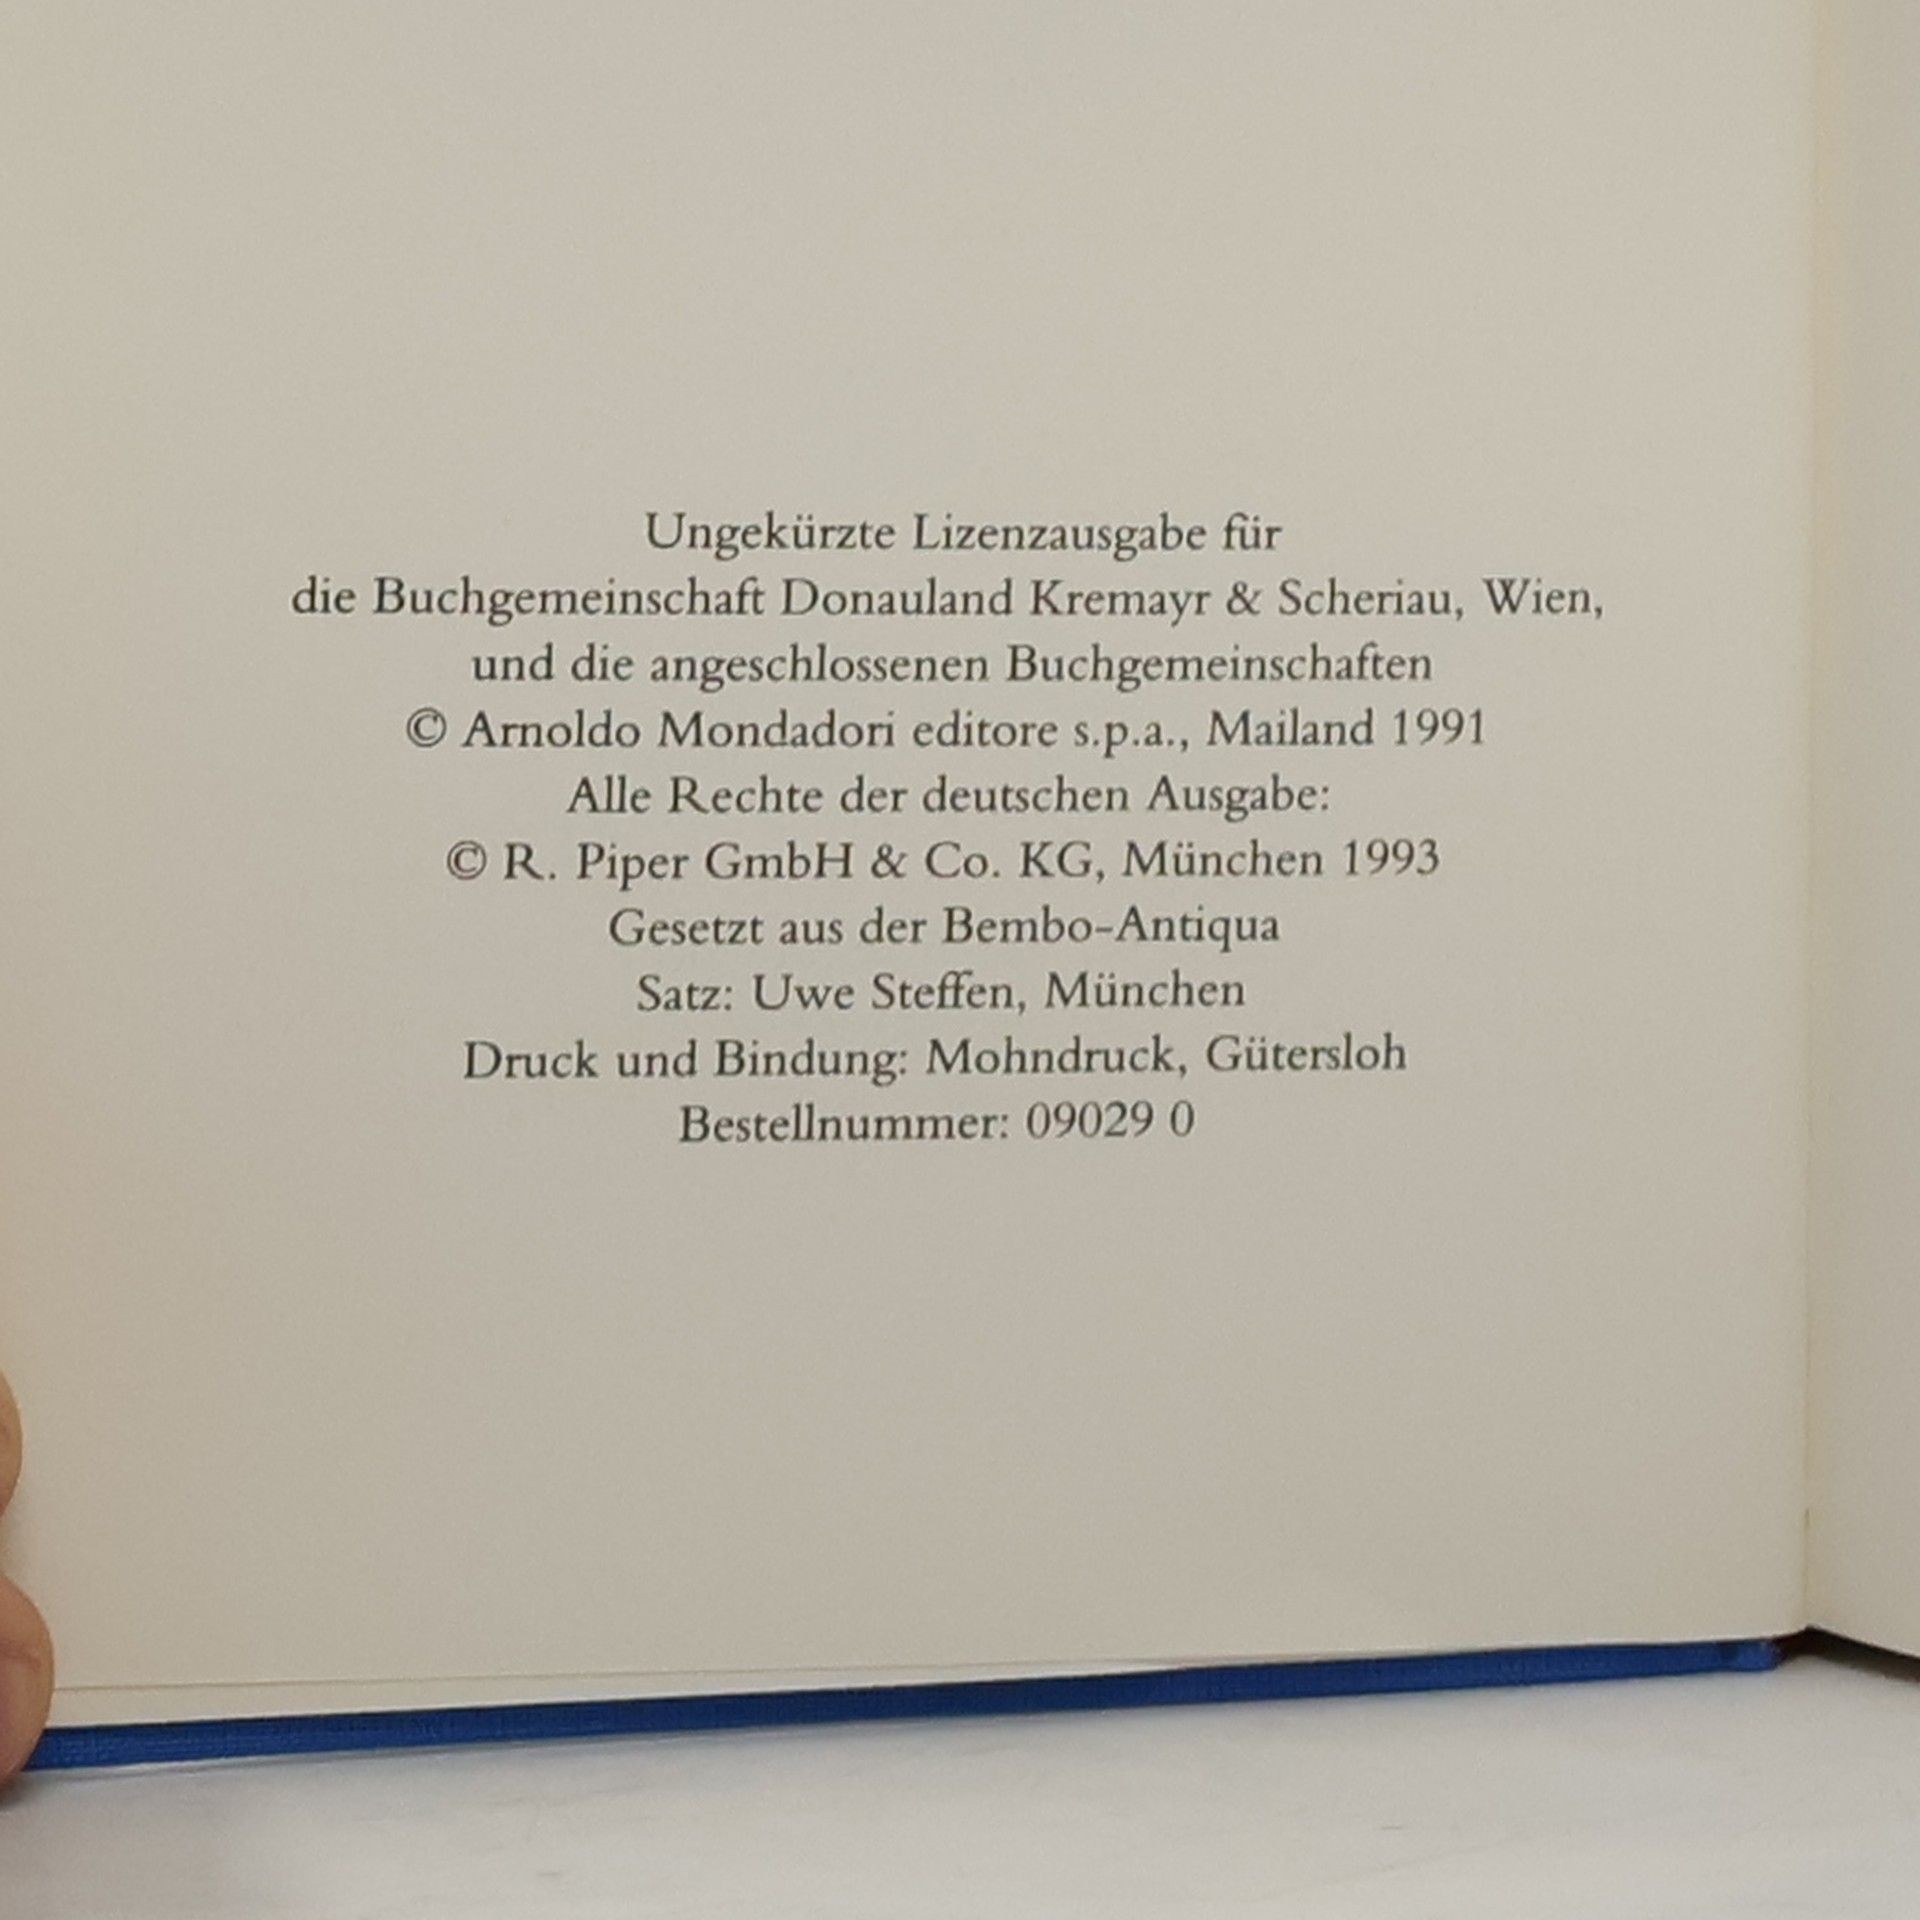 Ungekürzte Lizenzausgabe für
die Buchgemeinschaft Donauland Kremayr & Scheriau, Wien,
und die angeschlossenen Buchgemeinschaften
© Arnoldo Mondadori editore s.p.a., Mailand 1991
Alle Rechte der deutschen Ausgabe:
© R. Piper GmbH & Co. KG, München 1993
Gesetzt aus der Bembo-Antiqua
Satz: Uwe Steffen, München
Druck und Bindung: Mohndruck, Gütersloh
Bestellnummer: 09029 0